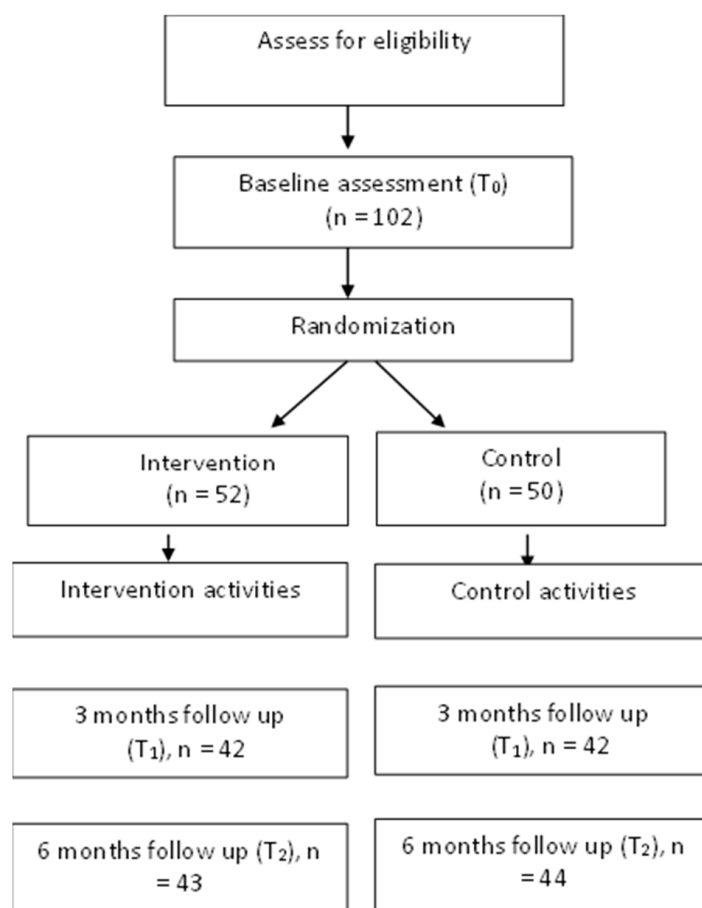 Assess for eligibility
Baseline assessment (T₀)
(n = 102)
Randomization
Intervention
(n = 52)
Control
(n = 50)
Intervention activities
Control activities
3 months follow up
(T₁), n = 42
3 months follow up
(T₁), n = 42
6 months follow up (T₂), n
= 43
6 months follow up (T₂), n
= 44